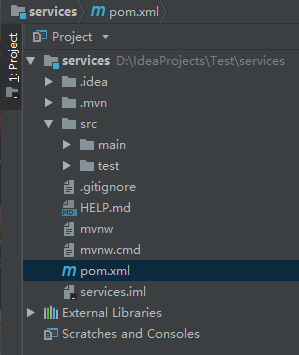 services pom.xml
1: Project
Project
services D:\IdeaProjects\Test\services
.idea
.mvn
src
main
test
.gitignore
HELP.md
mvnw
mvnw.cmd
pom.xml
services.iml
External Libraries
Scratches and Consoles